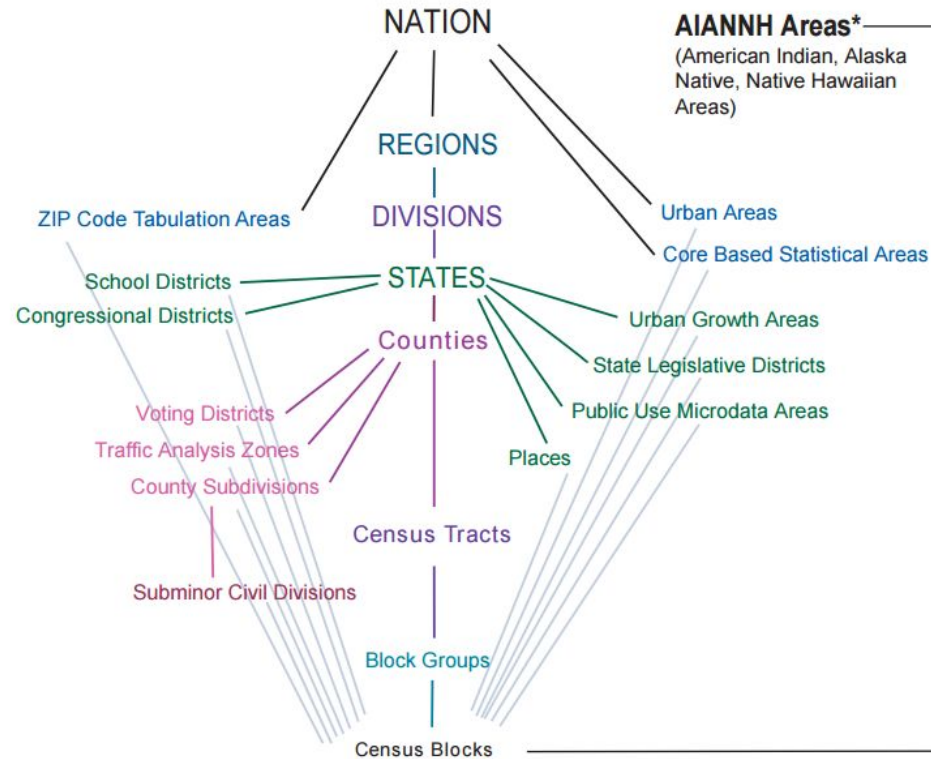 NATION
AIANNH Areas*
(American Indian, Alaska
Native, Native Hawaiian
Areas)
REGIONS
ZIP Code Tabulation Areas
DIVISIONS
Urban Areas
Core Based Statistical Areas
School Districts
STATES
Congressional Districts
Urban Growth Areas
Counties
State Legislative Districts
Voting Districts
Public Use Microdata Areas
Traffic Analysis Zones
Places
County Subdivisions
Census Tracts
Subminor Civil Divisions
Block Groups
Census Blocks